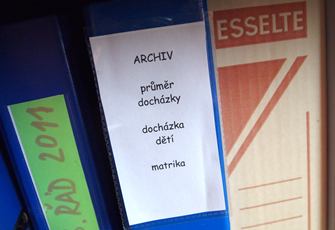 ŘÁD 2011
ARCHIV
průměr
docházky
docházka
dětí
matrika
ESSELTE